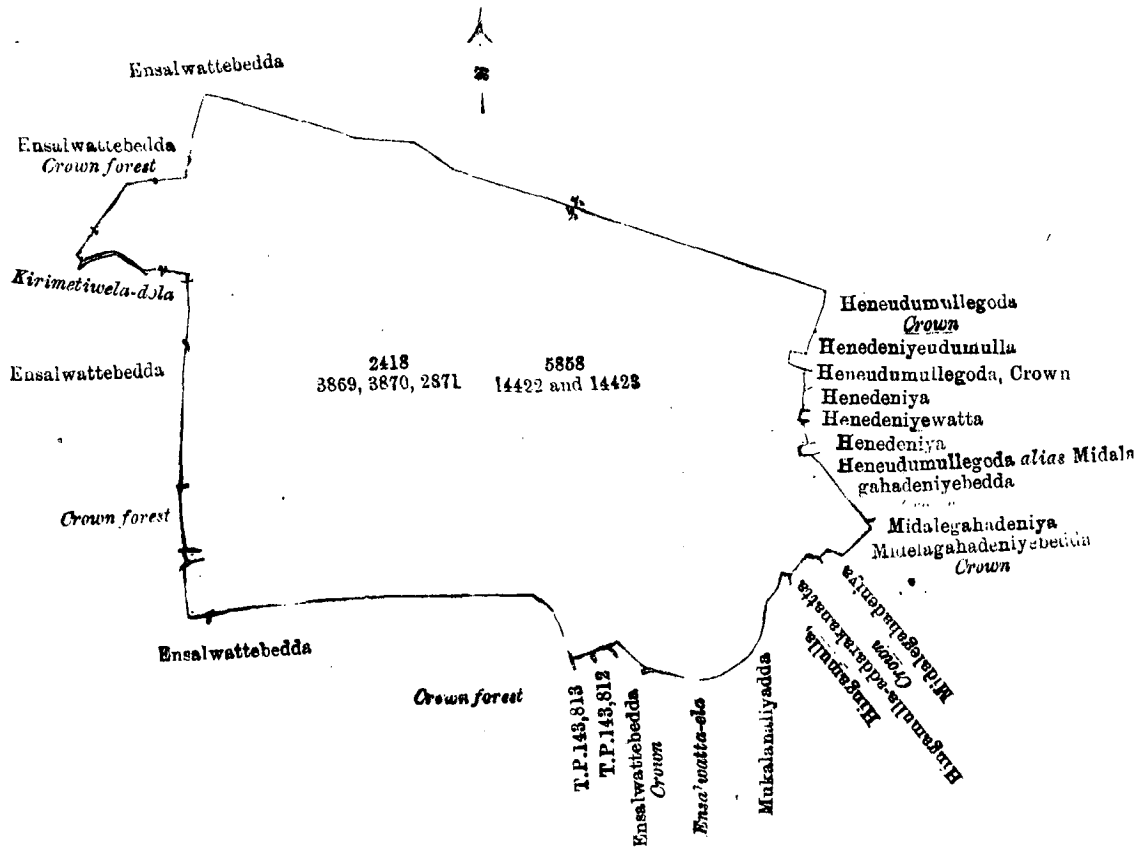 Ensalwattebedda
Ensalwattebedda
Crown forest
Kirimetiwela-dola
Ensalwattebedda
Crown forest
Ensalwattebedda
Crown forest
2418
3869, 3870, 2871
5858
14422 and 14423
Heneudumullegoda
Crown
Henedeniyeudumulla
Heneudumullegoda, Crown
Henedeniya
Henedeniyewatta
Henedeniya
Heneudumullegoda alias Midala
gahadeniyebedda
Midalegahadeniya
Midelagahadeniyebedda
Crown
Midalegahadeniya
Crown
Hingamulla-addarakanatta
Hingamulla,
Mukalanaliyadda
Ensalwatta-ela
Ensalwattebedda
Crown
T.P.143,812
T.P.143,813